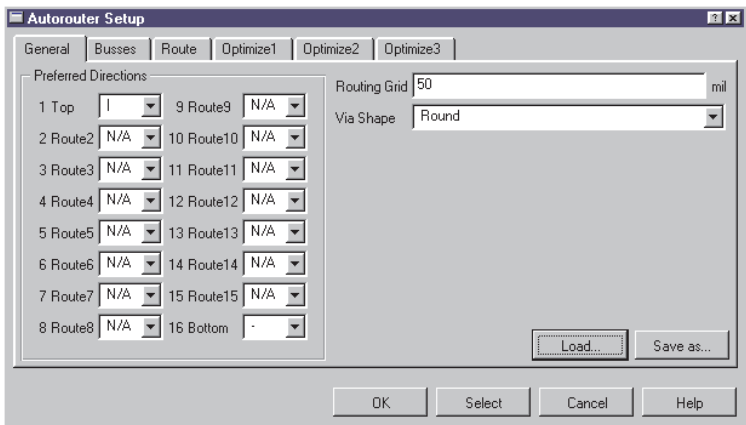 Autorouter Setup
General Busses Route Optimize1 Optimize2 Optimize3
Preferred Directions
1 Top | 9 Route9 N/A
2 Route2 N/A 10 Route10 N/A
3 Route3 N/A 11 Route11 N/A
4 Route4 N/A 12 Route12 N/A
5 Route5 N/A 13 Route13 N/A
6 Route6 N/A 14 Route14 N/A
7 Route7 N/A 15 Route15 N/A
8 Route8 N/A 16 Bottom -
Routing Grid 50 mil
Via Shape Round
Load... Save as...
OK Select Cancel Help